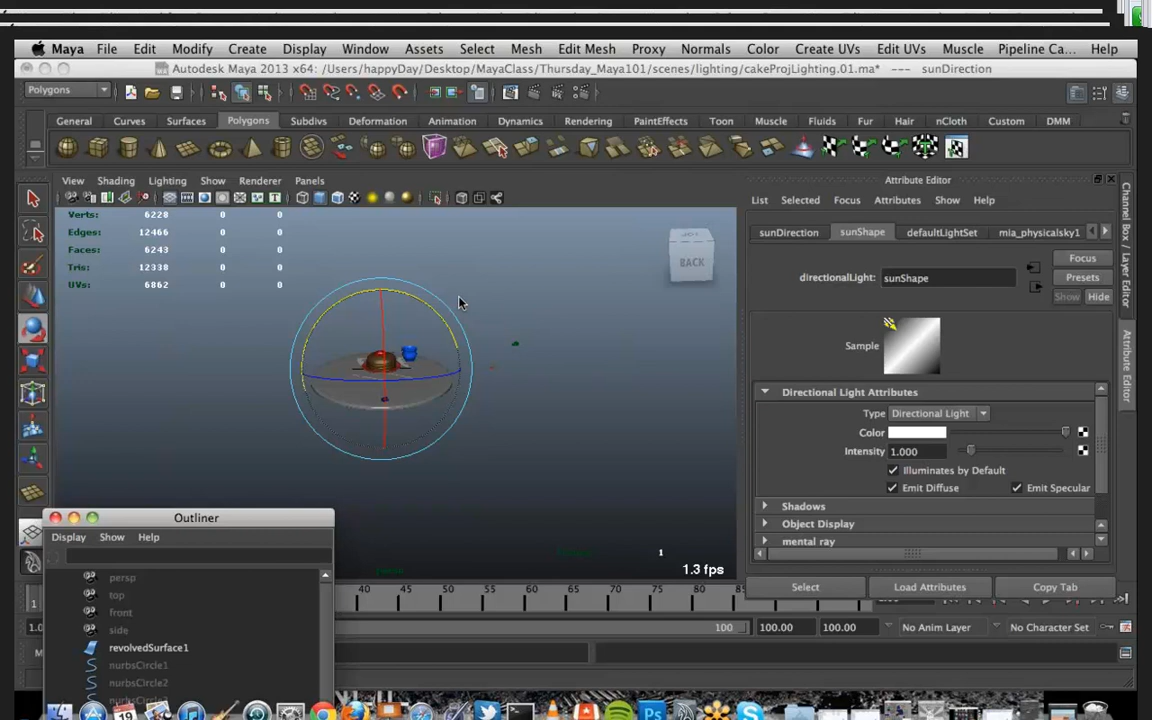 Maya File Edit Modify Create Display Window Assets Select Mesh Edit Mesh Proxy Normals Color Create UVs Edit UVs Muscle Pipeline Ca... Help
Autodesk Maya 2013 x64: /Users/happyDay/Desktop/MayaClass/Thursday_Maya101/scenes/lighting/cakeProjLighting.01.ma* --- sunDirection
Polygons
General Curves Surfaces Polygons Subdivs Deformation Animation Dynamics Rendering PaintEffects Toon Muscle Fluids Fur Hair nCloth Custom DMM
View Shading Lighting Show Renderer Panels
Verts: 6228 0 0
Edges: 12466 0 0
Faces: 6243 0 0
Tris: 12338 0 0
UVs: 6862 0 0
BACK
1
1.3 fps
Attribute Editor
List Selected Focus Attributes Show Help
sunDirection sunShape defaultLightSet mia_physicalsky1
Focus
directionalLight: sunShape Presets
Show Hide
Sample
Directional Light Attributes
Type Directional Light
Color
Intensity 1.000
Illuminates by Default
Emit Diffuse Emit Specular
Shadows
Object Display
mental ray
Select Load Attributes Copy Tab
Channel Box / Layer Editor
Attribute Editor
Outliner
Display Show Help
persp
top
front
side
revolvedSurface1
nurbsCircle1
nurbsCircle2
1 40 45 50 55 60 65 70 75 80 85
1.0 100 100.00 100.00 No Anim Layer No Character Set
M
19